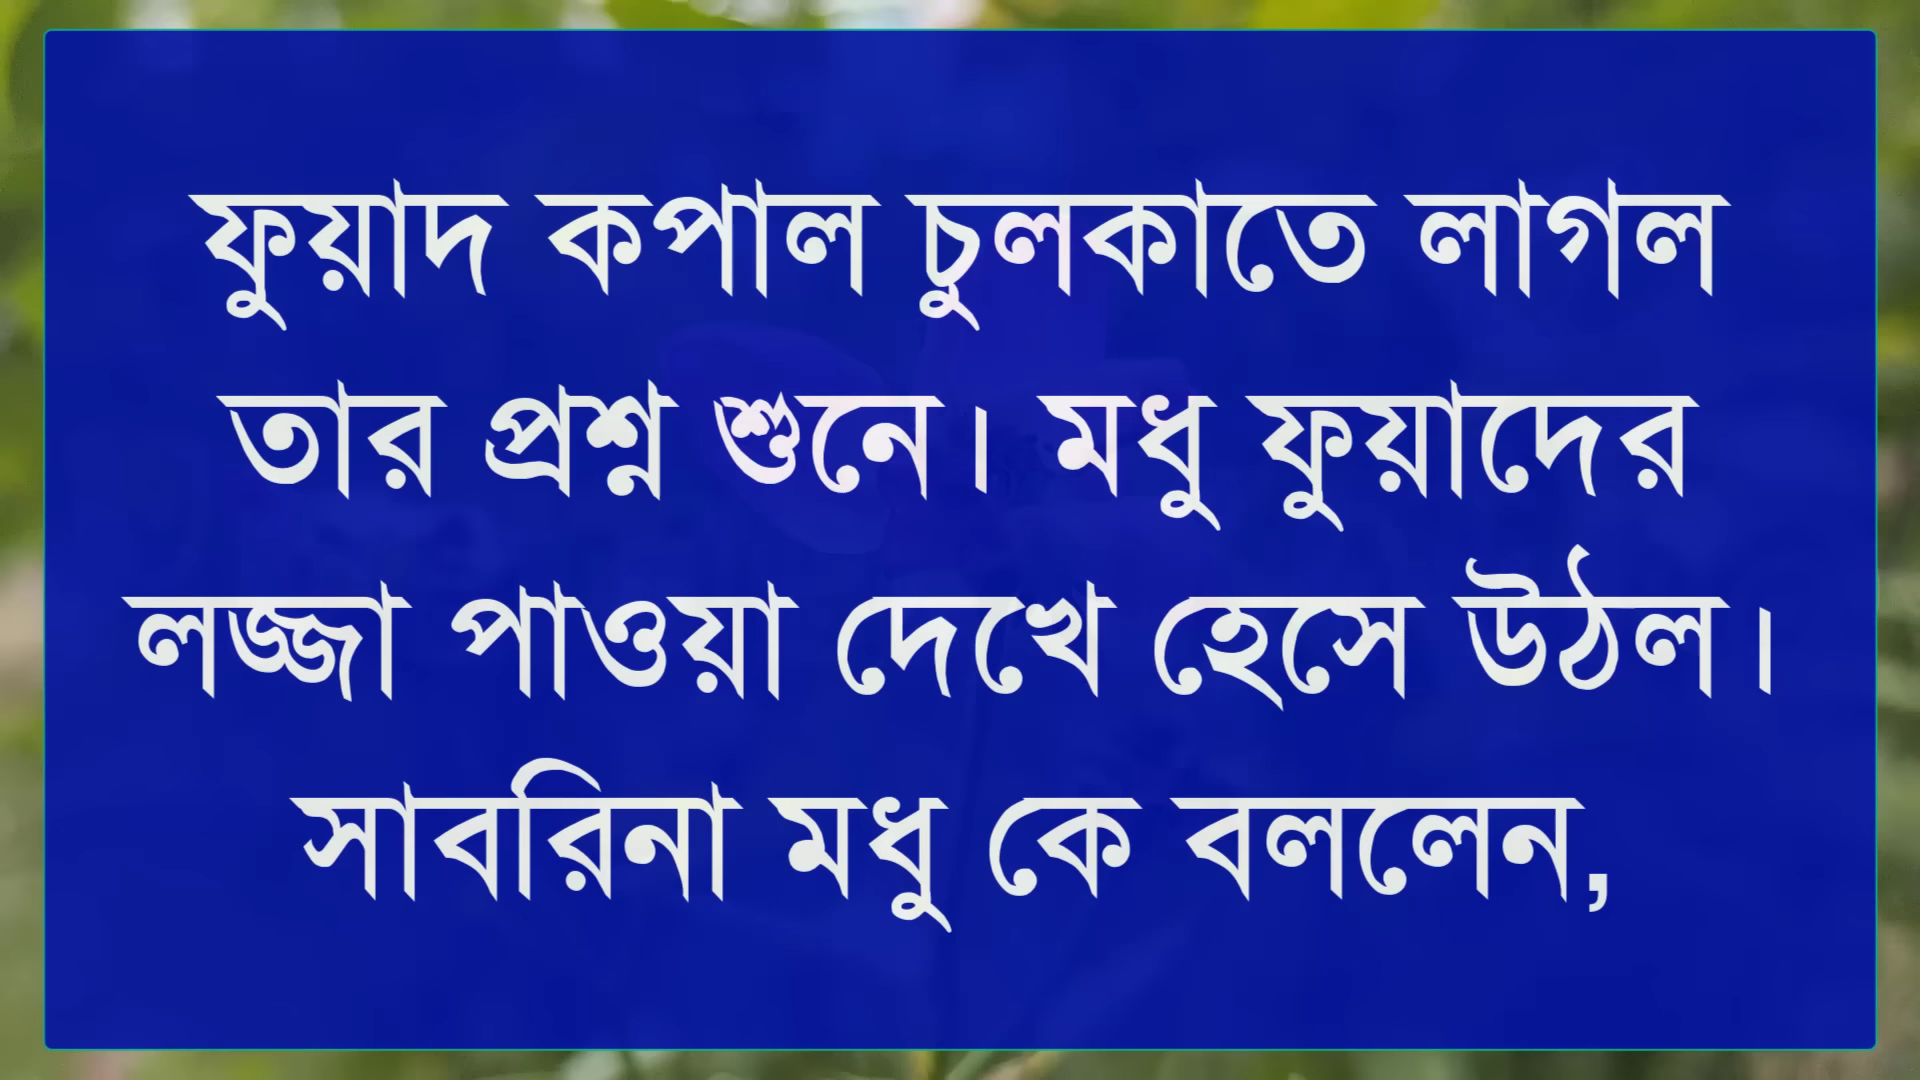 ফুয়াদ কপাল চুলকাতে লাগল
তার প্রশ্ন শুনে। মধু ফুয়াদের
লজ্জা পাওয়া দেখে হেসে উঠল।
সাবরিনা মধু কে বললেন,